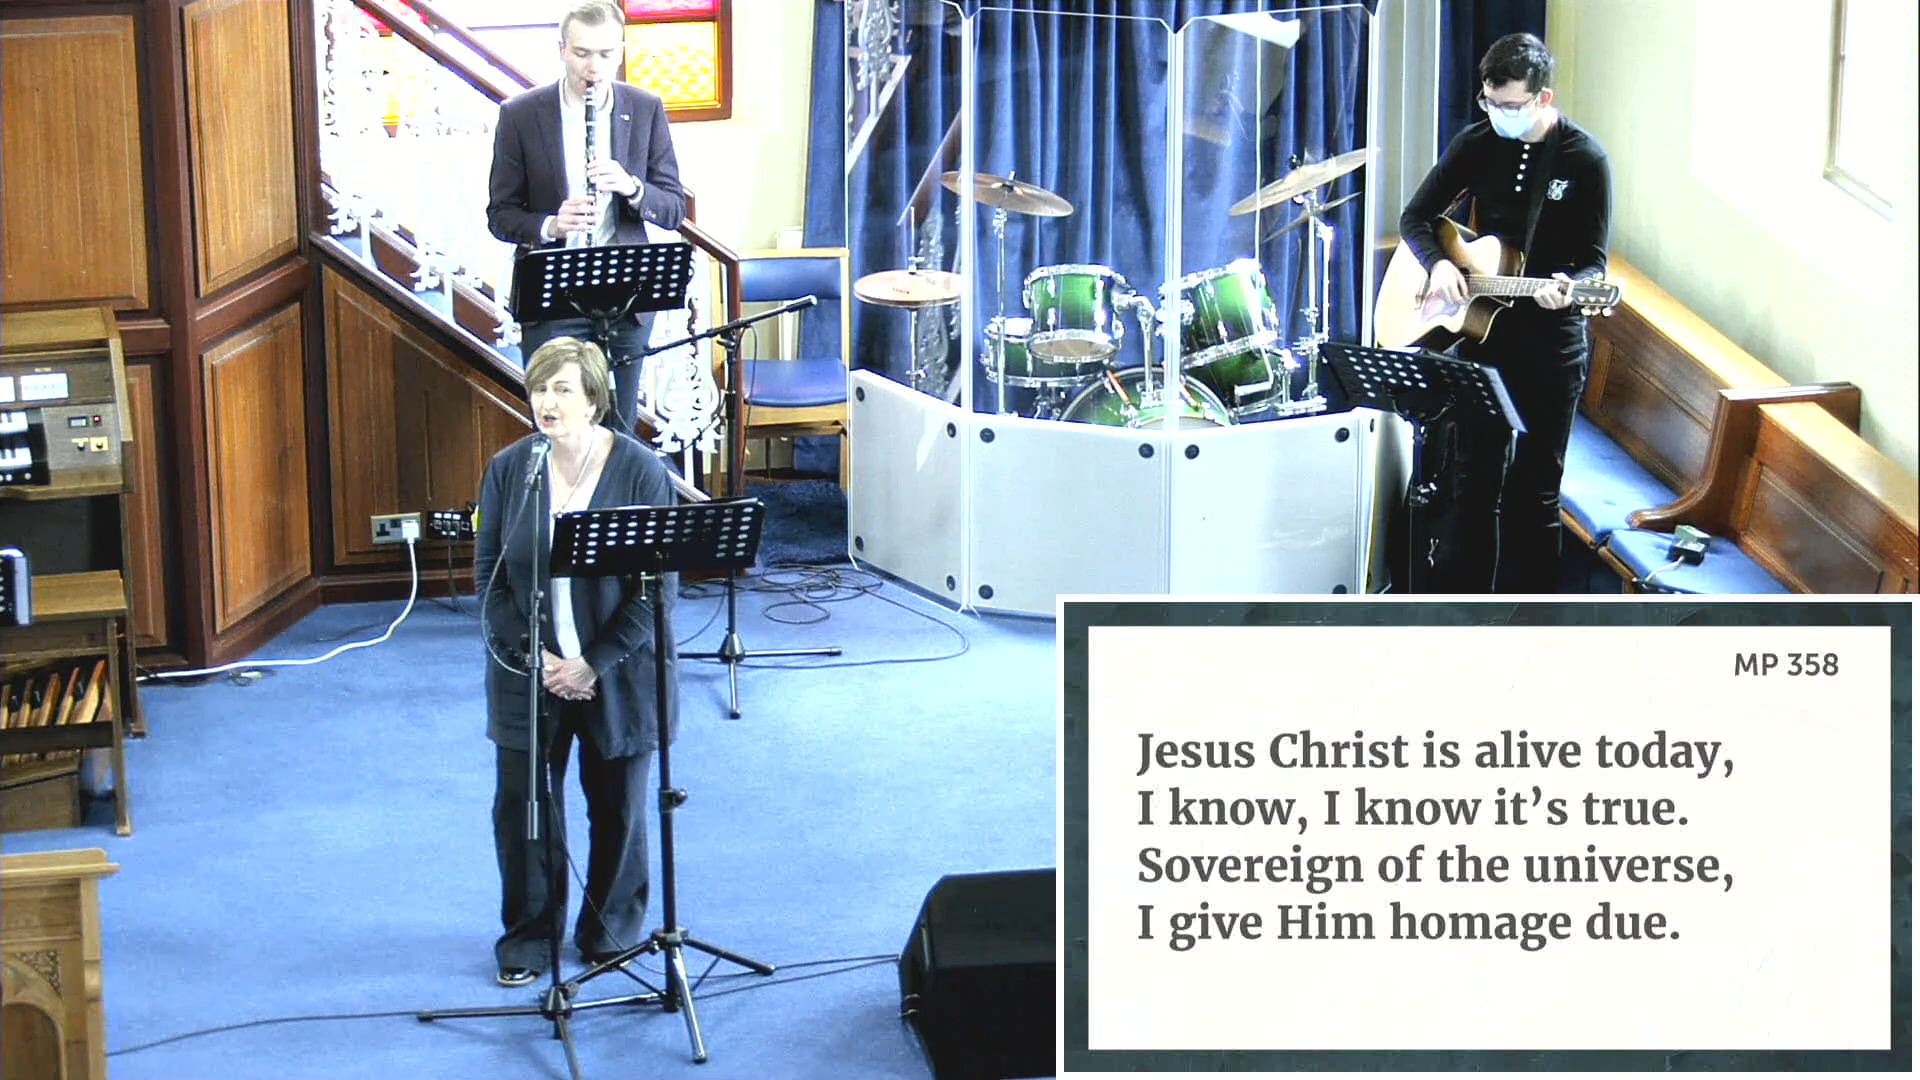 MP 358
Jesus Christ is alive today,
I know, I know it’s true.
Sovereign of the universe,
I give Him homage due.